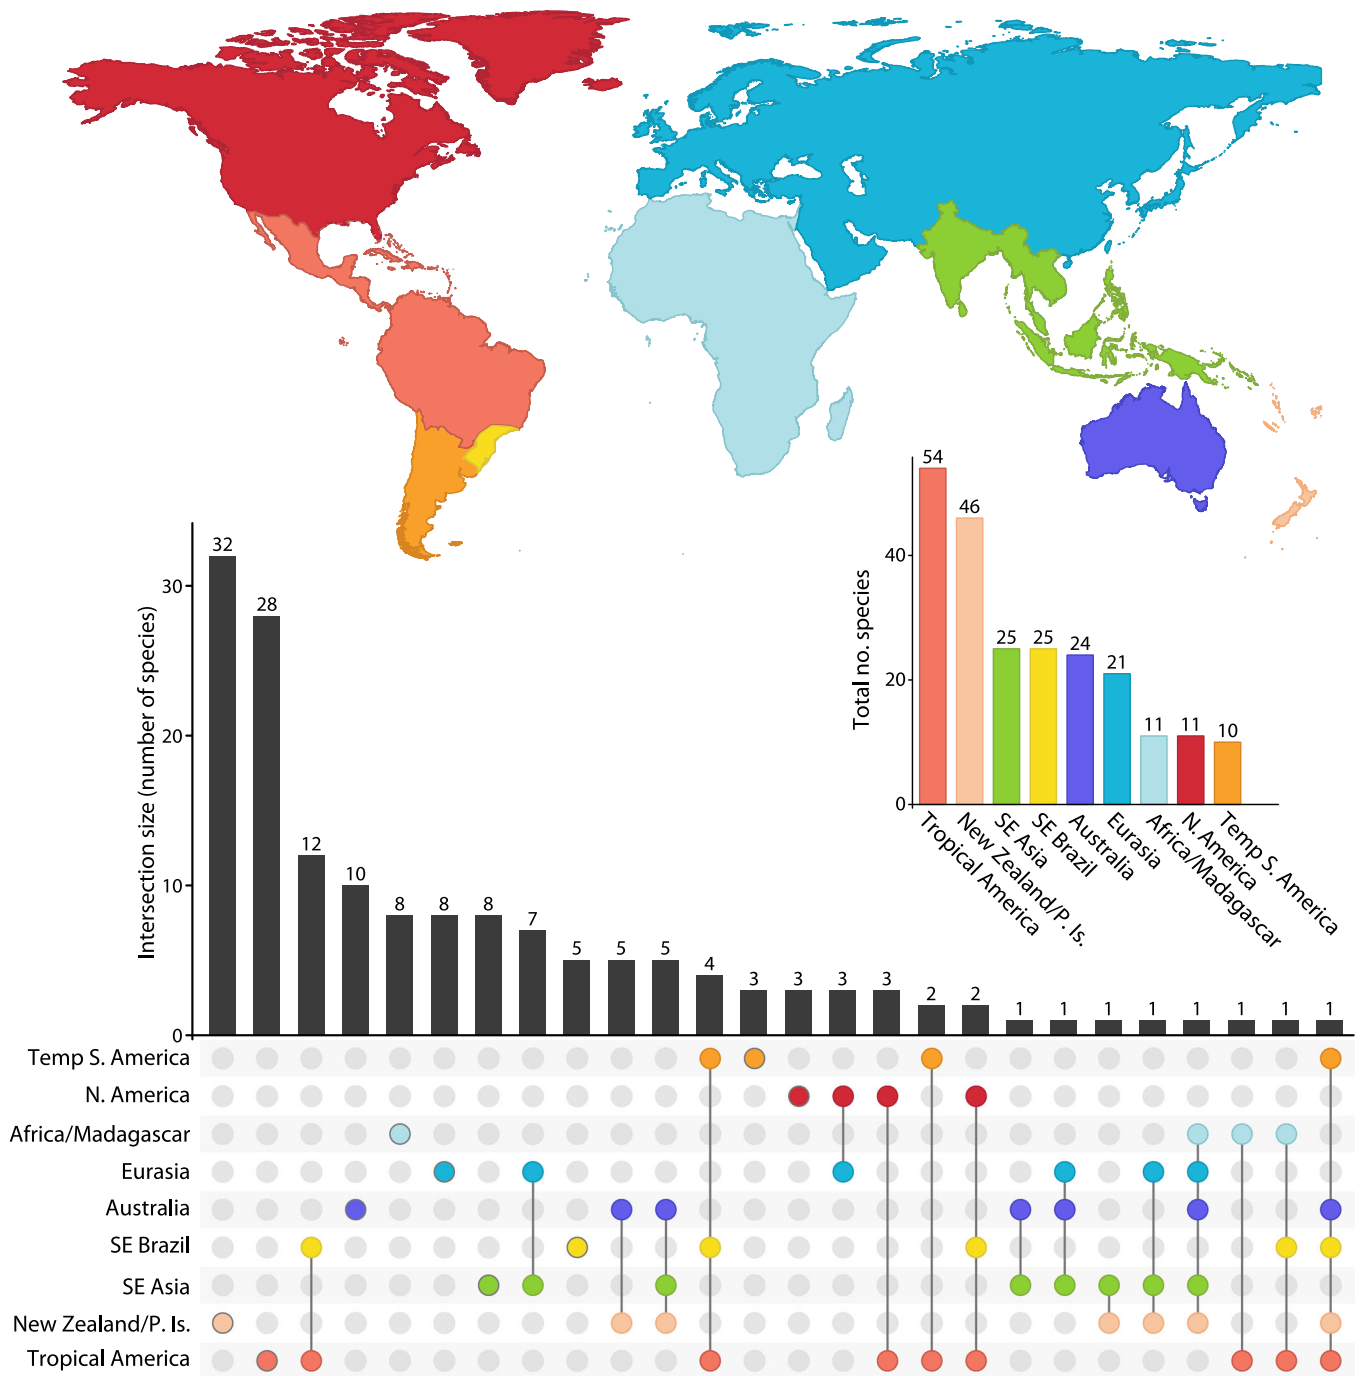 54
46
40
25 25 24
21
20
11 11 10
0
Total no. species
Tropical America
New Zealand/P. Is.
SE Asia
SE Brazil
Australia
Eurasia
Africa/Madagascar
N. America
Temp S. America
Intersection size (number of species)
32
30
28
20
12
10
10
8 8 8
7
5 5 5
4
3 3 3 3
2 2
1 1 1 1 1 1 1 1
0
Temp S. America
N. America
Africa/Madagascar
Eurasia
Australia
SE Brazil
SE Asia
New Zealand/P. Is.
Tropical America